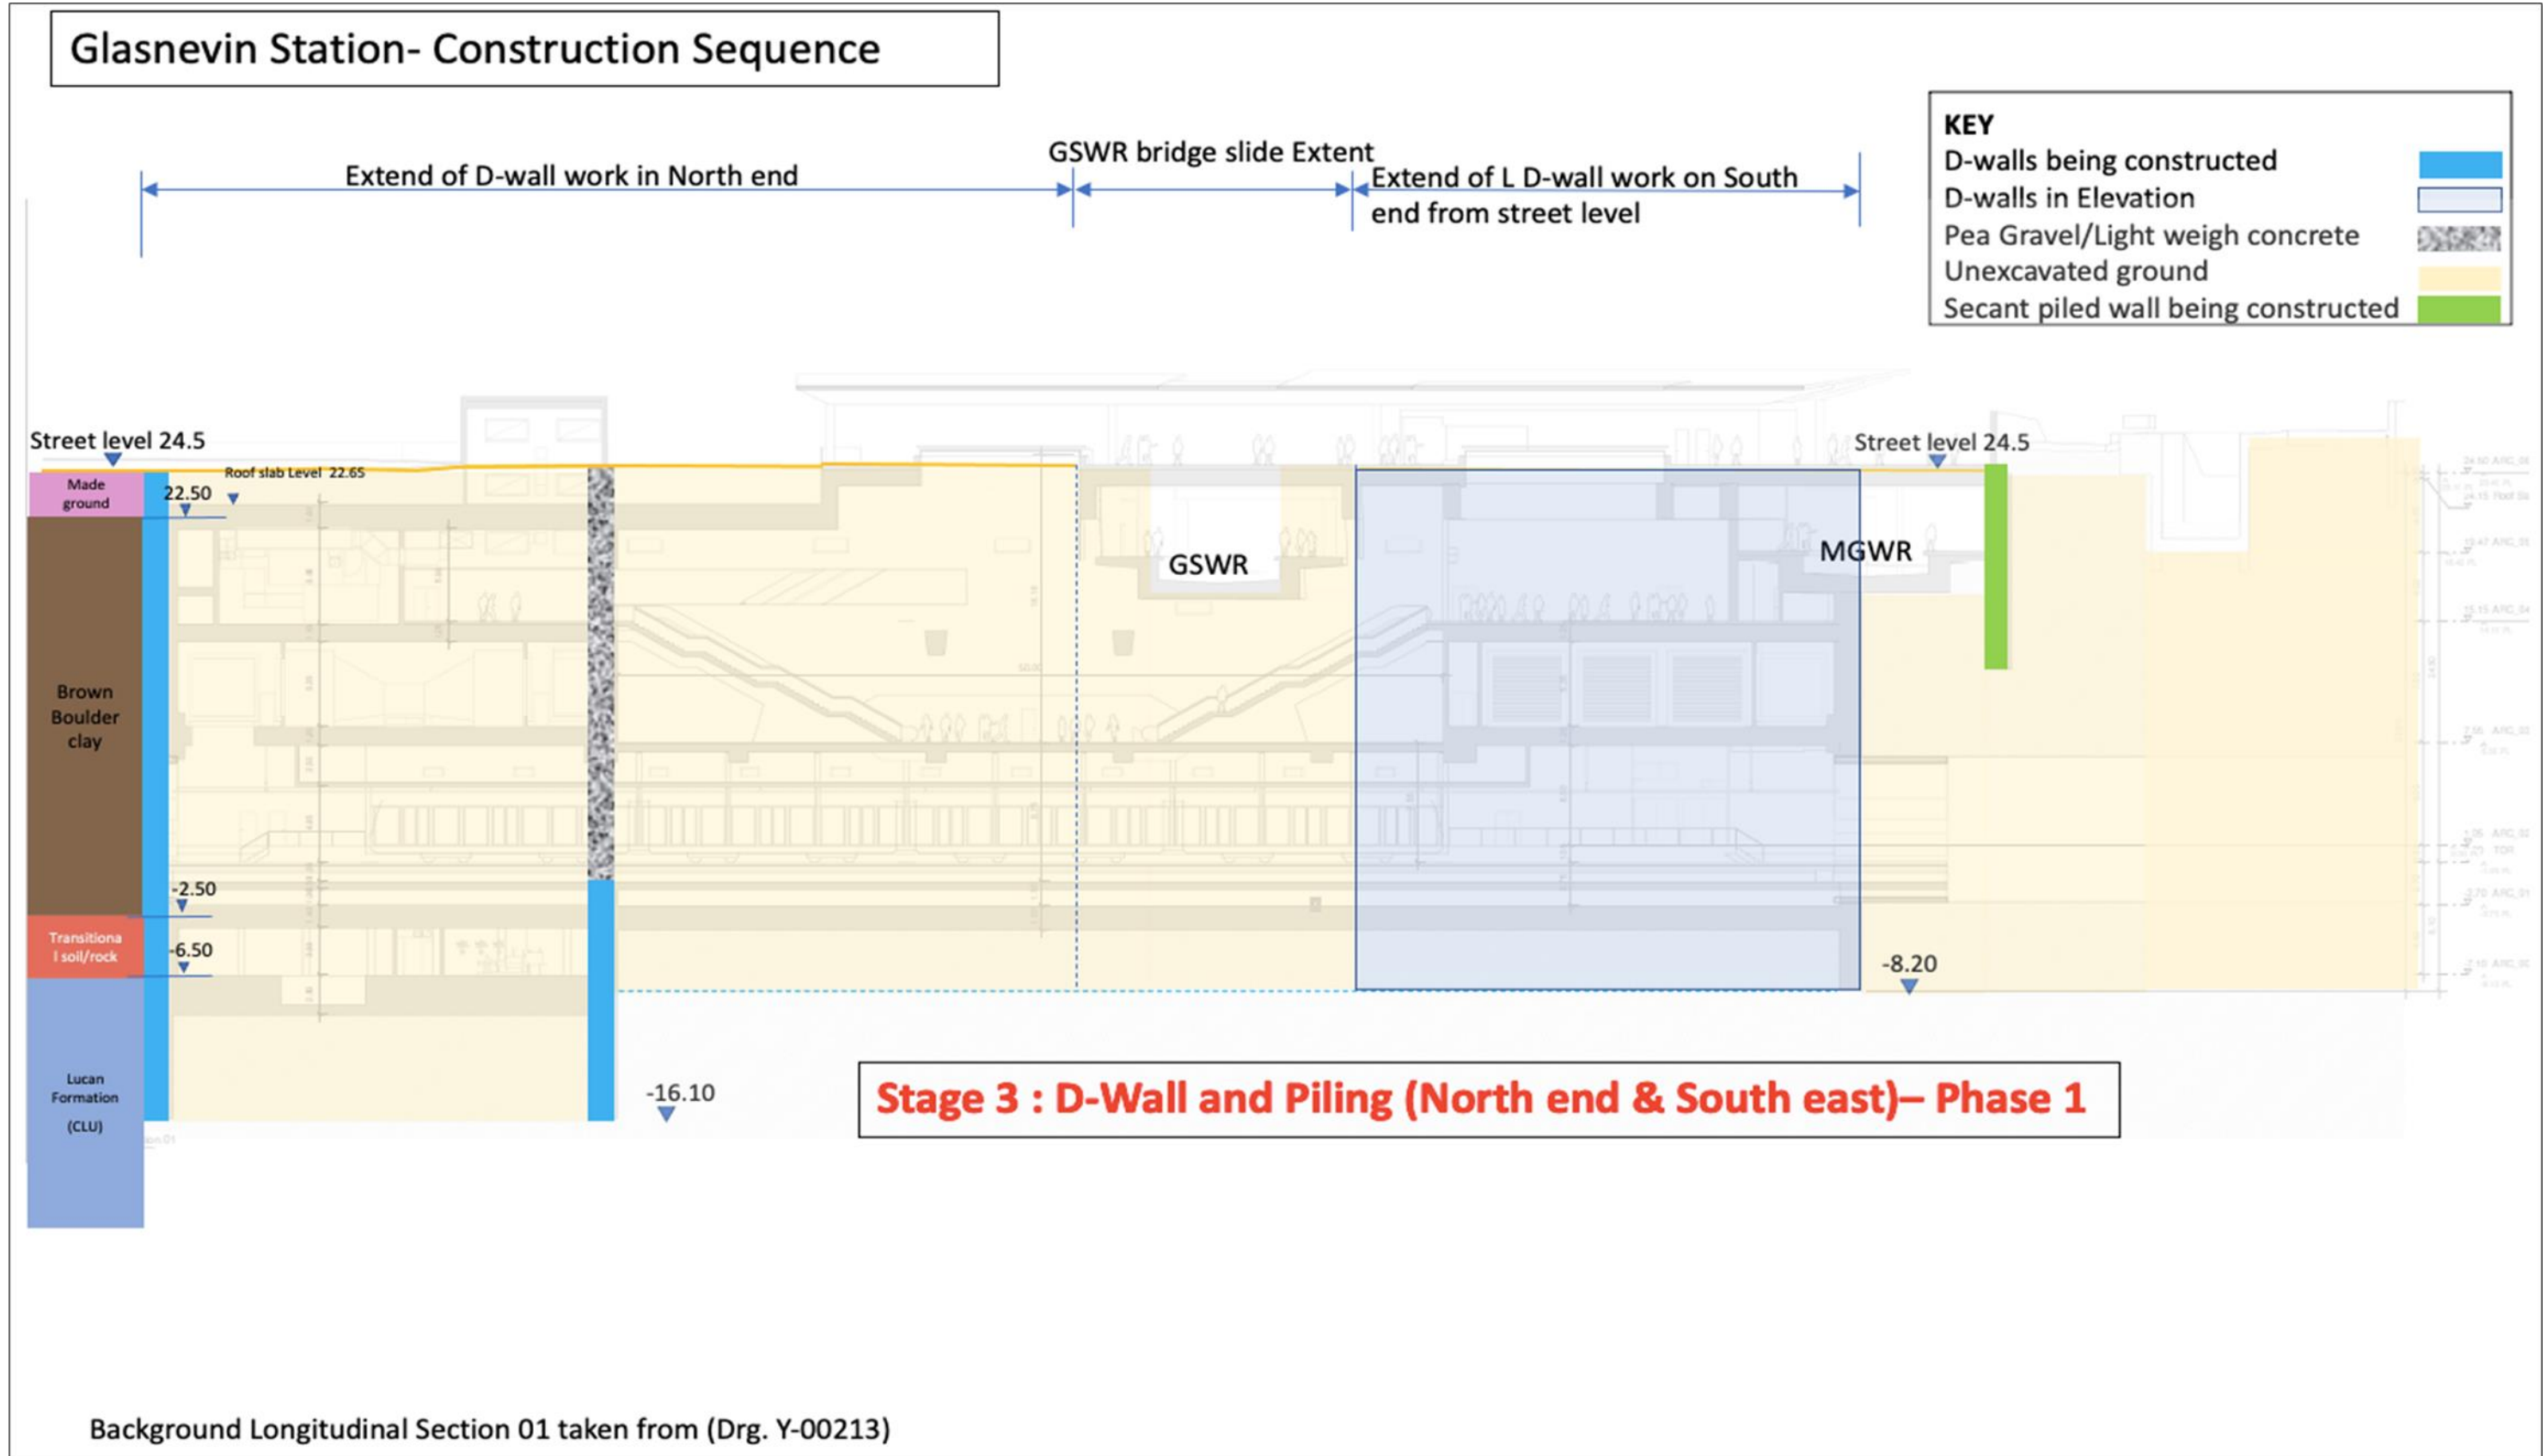 Glasnevin Station- Construction Sequence
KEY
D-walls being constructed
D-walls in Elevation
Pea Gravel/Light weigh concrete
Unexcavated ground
Secant piled wall being constructed
Extend of D-wall work in North end
GSWR bridge slide Extent
Extend of L D-wall work on South
end from street level
Street level 24.5
Roof slab Level 22.65
22.50
Street level 24.5
Made
ground
GSWR
MGWR
Brown
Boulder
clay
-2.50
Transitiona
l soil/rock
-6.50
-8.20
Lucan
Formation
(CLU)
-16.10
Stage 3 : D-Wall and Piling (North end & South east)– Phase 1
Background Longitudinal Section 01 taken from (Drg. Y-00213)